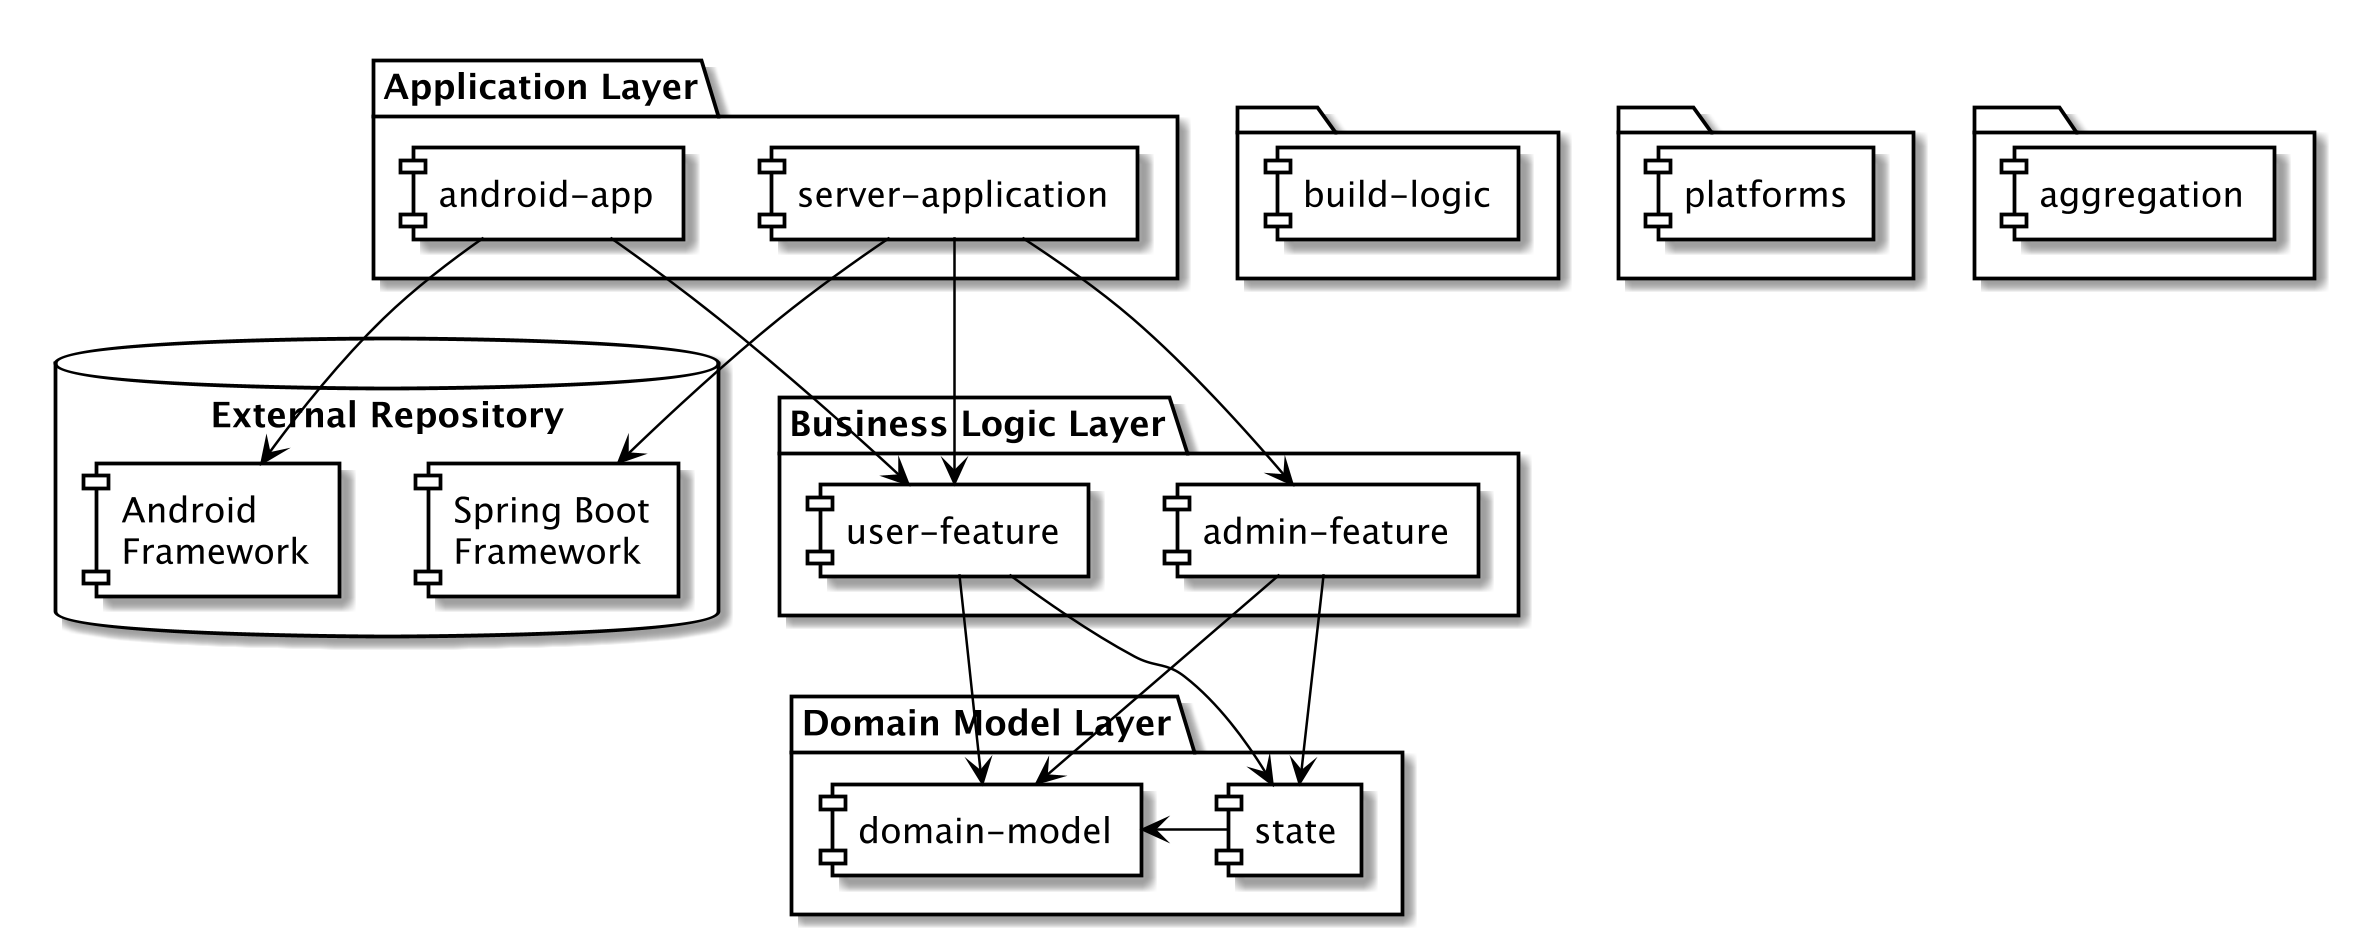 Application Layer
android-app
server-application
build-logic
platforms
aggregation
External Repository
Android
Framework
Spring Boot
Framework
Business Logic Layer
user-feature
admin-feature
Domain Model Layer
domain-model
state